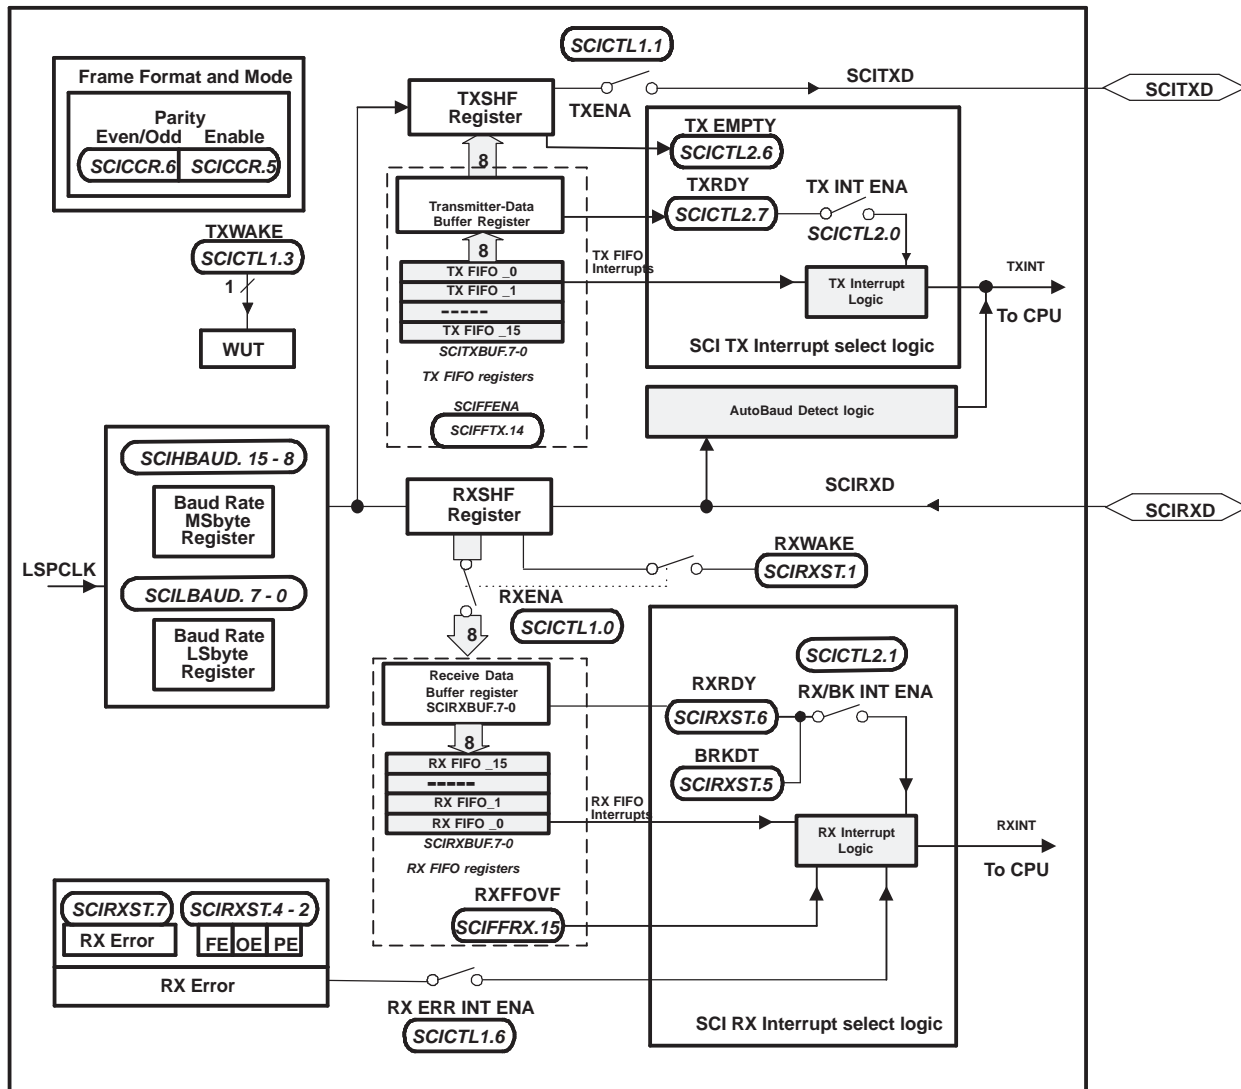 SCICTL1.1
Frame Format and Mode
Parity
Even/Odd Enable
SCICCR.6 SCICCR.5
TXSHF
Register
TXENA
SCITXD
SCITXD
TX EMPTY
SCICTL2.6
8
TXRDY
SCICTL2.7
TX INT ENA
SCICTL2.0
Transmitter-Data
Buffer Register
8
TXWAKE
SCICTL1.3
1
WUT
TX FIFO _0
TX FIFO _1
-----
TX FIFO _15
SCITXBUF.7-0
TX FIFO registers
SCIFFENA
SCIFFTX.14
TX FIFO
Interrupts
TX Interrupt
Logic
TXINT
To CPU
SCI TX Interrupt select logic
AutoBaud Detect logic
SCIHBAUD. 15 - 8
Baud Rate
MSbyte
Register
LSPCLK
SCILBAUD. 7 - 0
Baud Rate
LSbyte
Register
RXSHF
Register
SCIRXD
SCIRXD
RXWAKE
SCIRXST.1
RXENA
SCICTL1.0
8
Receive Data
Buffer register
SCIRXBUF.7-0
8
RX FIFO _15
-----
RX FIFO_1
RX FIFO _0
SCIRXBUF.7-0
RX FIFO registers
SCICTL2.1
RXRDY
SCIRXST.6
RX/BK INT ENA
BRKDT
SCIRXST.5
RX FIFO
Interrupts
RX Interrupt
Logic
RXINT
To CPU
RXFFOVF
SCIFFRX.15
SCIRXST.7 SCIRXST.4 - 2
RX Error FE OE PE
RX Error
RX ERR INT ENA
SCICTL1.6
SCI RX Interrupt select logic